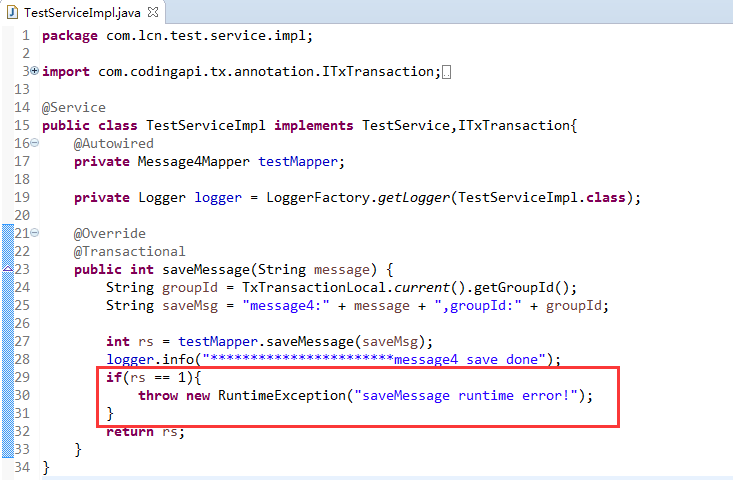 TestServiceImpl.java
1 package com.lcn.test.service.impl;
2
3 import com.codingapi.tx.annotation.ITxTransaction;
13
14 @Service
15 public class TestServiceImpl implements TestService,ITxTransaction{
16 @Autowired
17 private Message4Mapper testMapper;
18
19 private Logger logger = LoggerFactory.getLogger(TestServiceImpl.class);
20
21 @Override
22 @Transactional
23 public int saveMessage(String message) {
24 String groupId = TxTransactionLocal.current().getGroupId();
25 String saveMsg = "message4:" + message + ",groupId:" + groupId;
26
27 int rs = testMapper.saveMessage(saveMsg);
28 logger.info("***********************message4 save done");
29 if(rs == 1){
30 throw new RuntimeException("saveMessage runtime error!");
31 }
32 return rs;
33 }
34 }